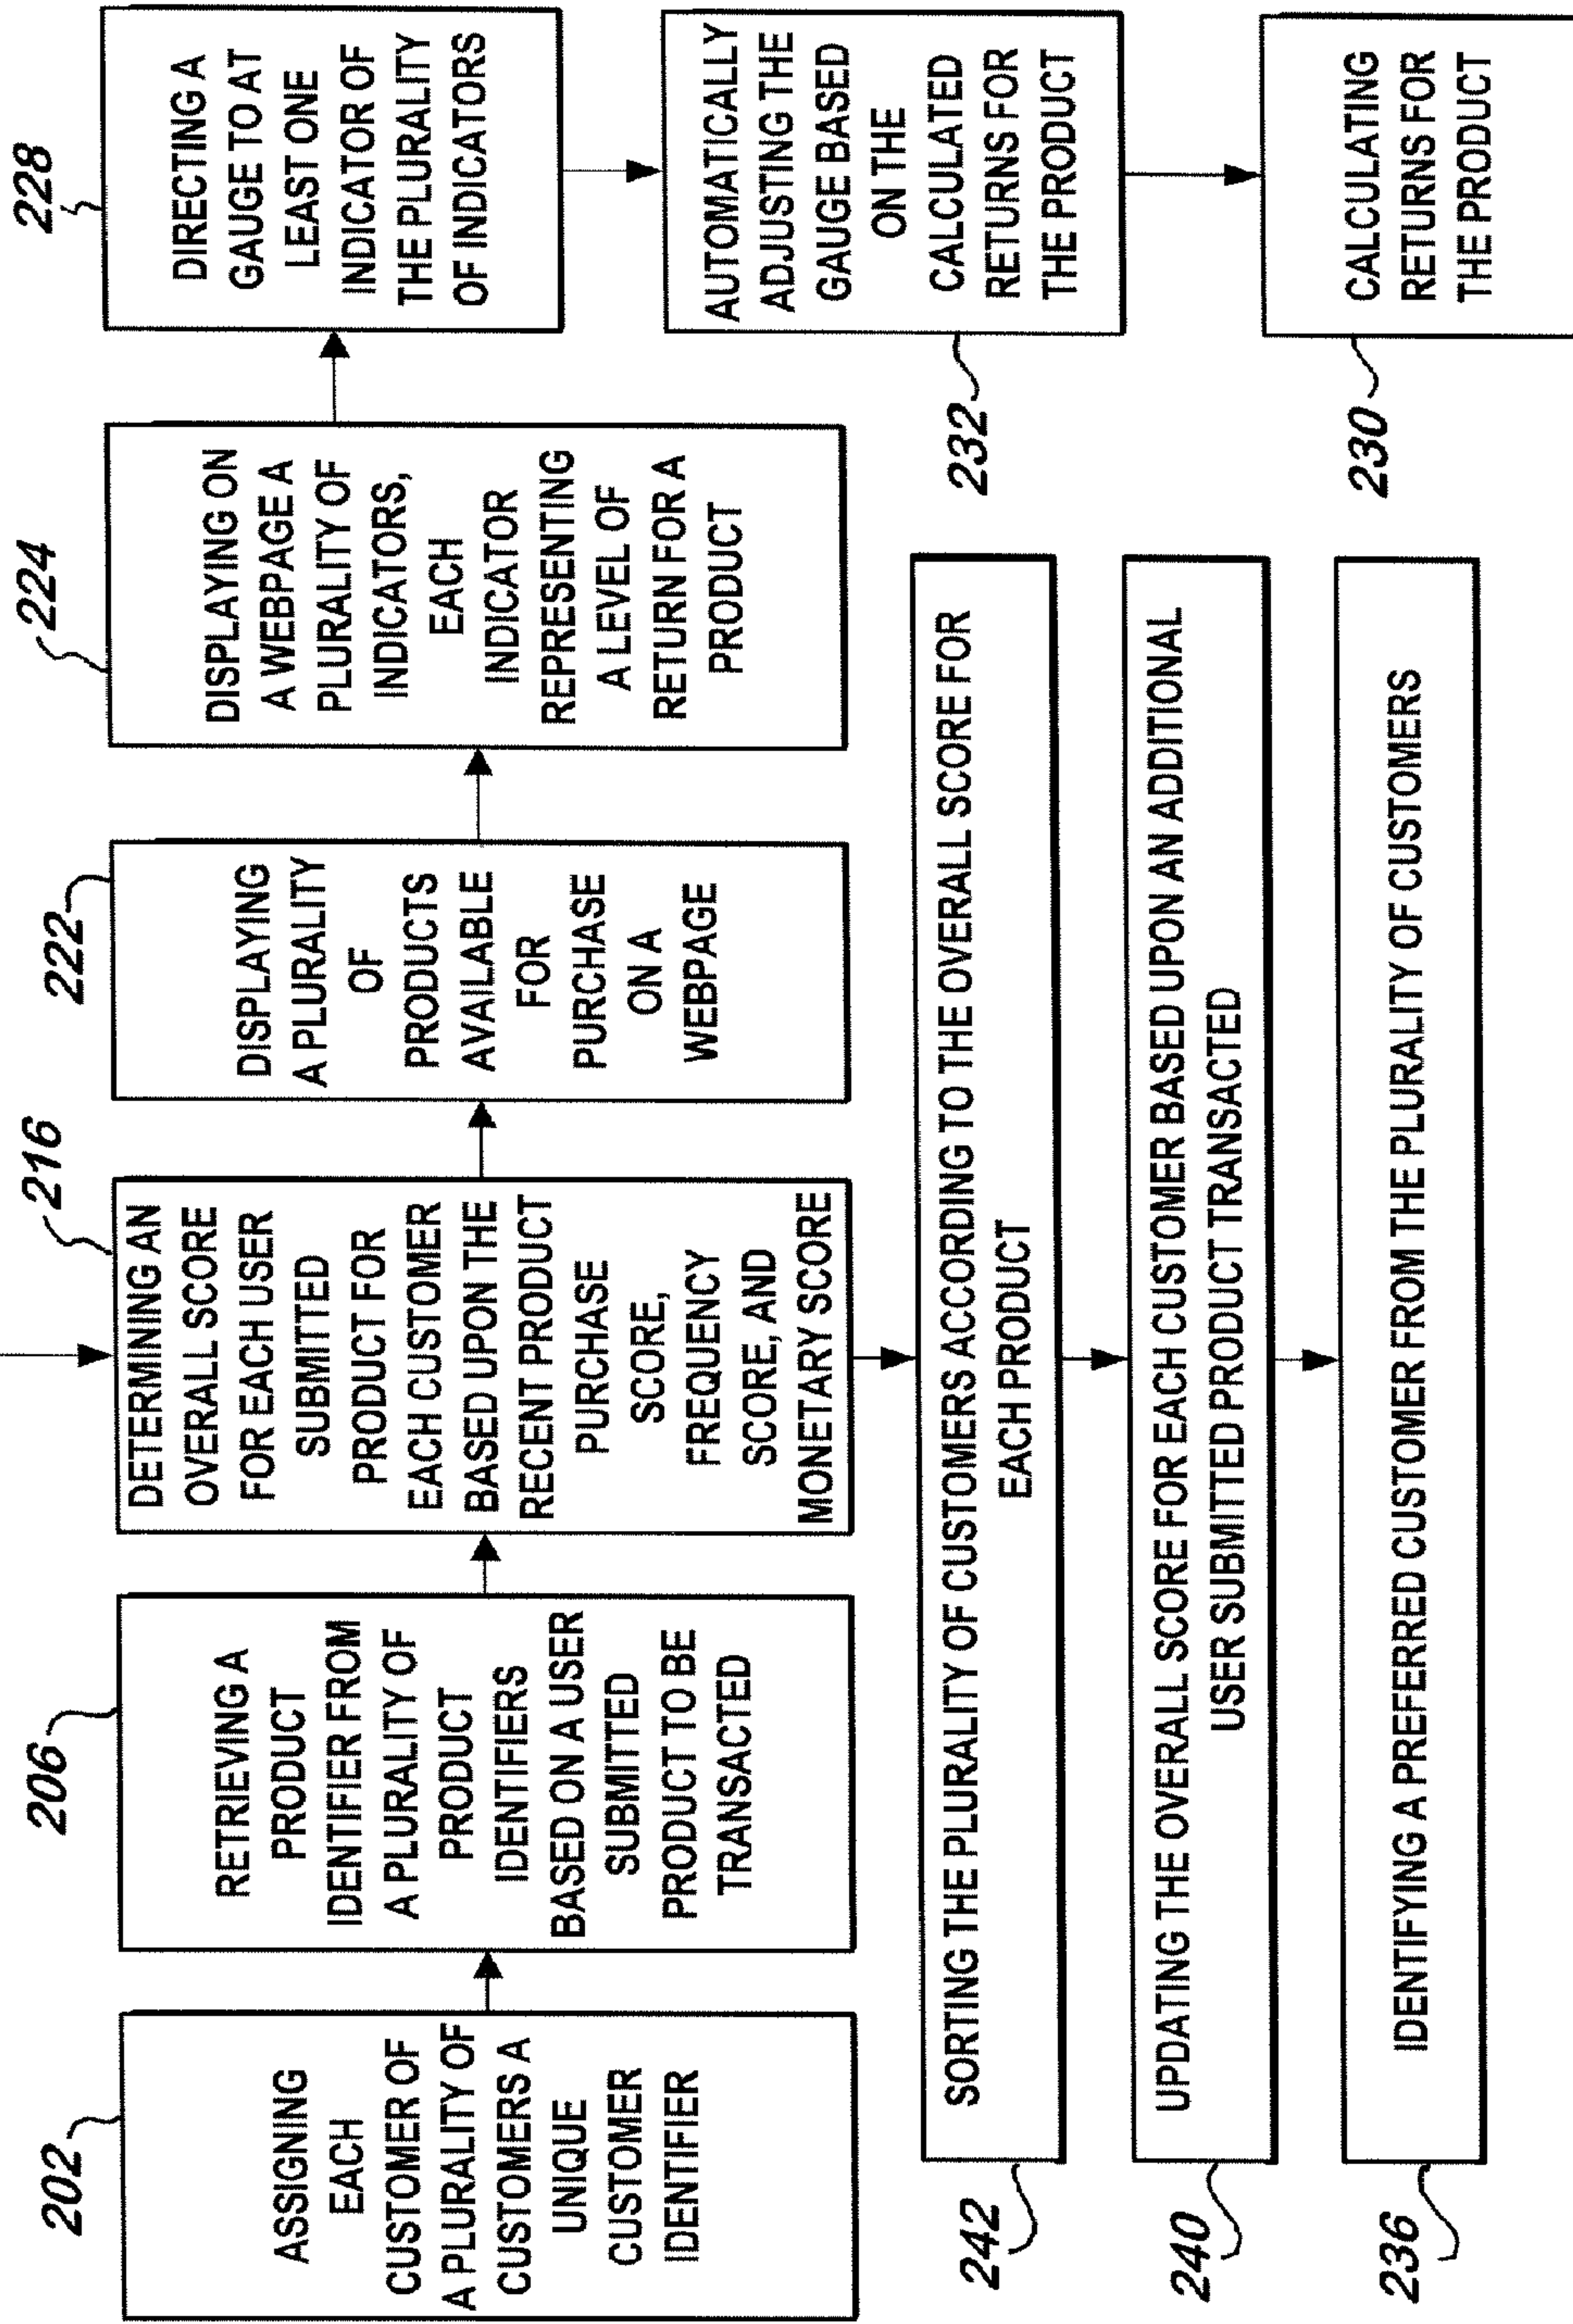 202
ASSIGNING
EACH
CUSTOMER OF
A PLURALITY OF
CUSTOMERS A
UNIQUE
CUSTOMER
IDENTIFIER
206
RETRIEVING A
PRODUCT
IDENTIFIER FROM
A PLURALITY OF
PRODUCT
IDENTIFIERS
BASED ON A USER
SUBMITTED
PRODUCT TO BE
TRANSACTED
216
DETERMINING AN
OVERALL SCORE
FOR EACH USER
SUBMITTED
PRODUCT FOR
EACH CUSTOMER
BASED UPON THE
RECENT PRODUCT
PURCHASE
SCORE,
FREQUENCY
SCORE, AND
MONETARY SCORE
222
DISPLAYING
A PLURALITY
OF
PRODUCTS
AVAILABLE
FOR
PURCHASE
ON A
WEBPAGE
224
DISPLAYING ON
A WEBPAGE A
PLURALITY OF
INDICATORS,
EACH
INDICATOR
REPRESENTING
A LEVEL OF
RETURN FOR A
PRODUCT
228
DIRECTING A
GAUGE TO AT
LEAST ONE
INDICATOR OF
THE PLURALITY
OF INDICATORS
AUTOMATICALLY
ADJUSTING THE
GAUGE BASED
ON THE
CALCULATED
RETURNS FOR
THE PRODUCT
232
CALCULATING
RETURNS FOR
THE PRODUCT
230
SORTING THE PLURALITY OF CUSTOMERS ACCORDING TO THE OVERALL SCORE FOR
EACH PRODUCT
242
UPDATING THE OVERALL SCORE FOR EACH CUSTOMER BASED UPON AN ADDITIONAL
USER SUBMITTED PRODUCT TRANSACTED
240
IDENTIFYING A PREFERRED CUSTOMER FROM THE PLURALITY OF CUSTOMERS
236